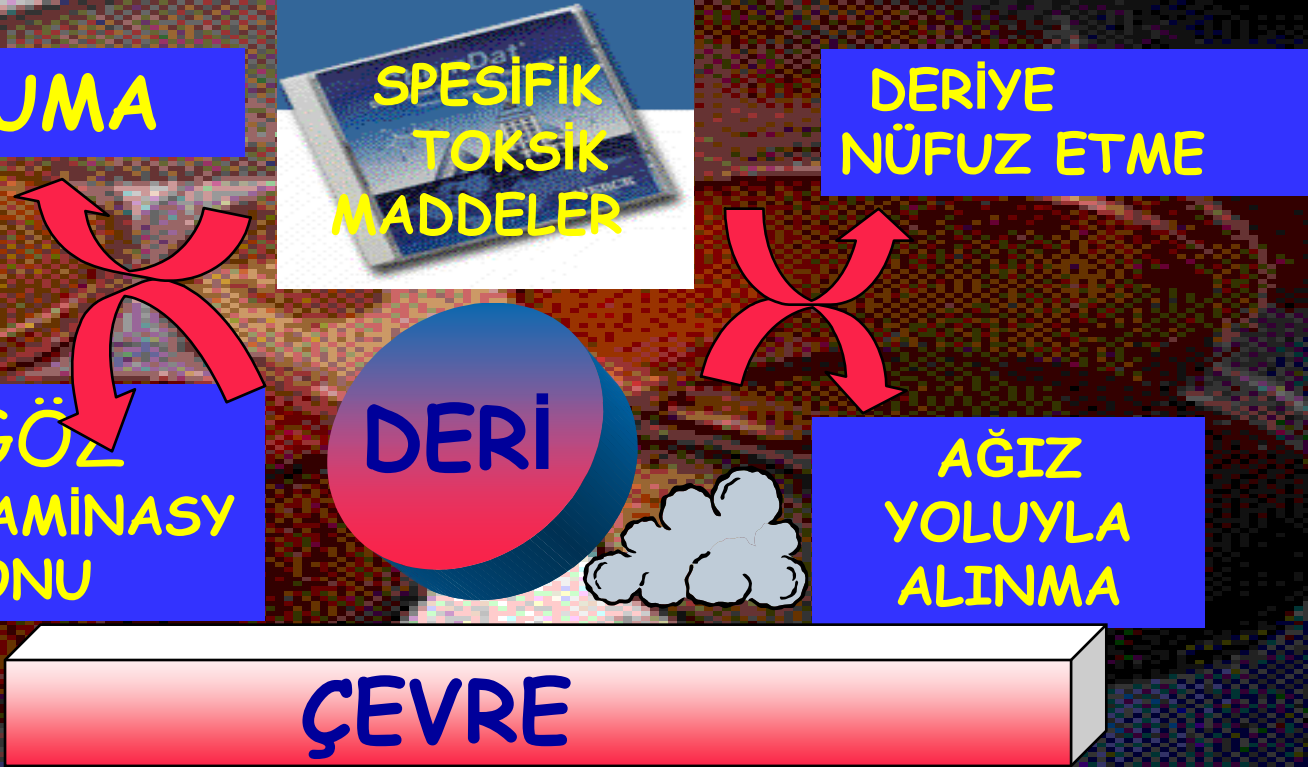 UMA
SPESİFİK
TOKSİK
MADDELER
DERİYE
NÜFUZ ETME
DERİ
GÖZ
AMİNASY
ONU
AĞIZ
YOLUYLA
ALINMA
ÇEVRE